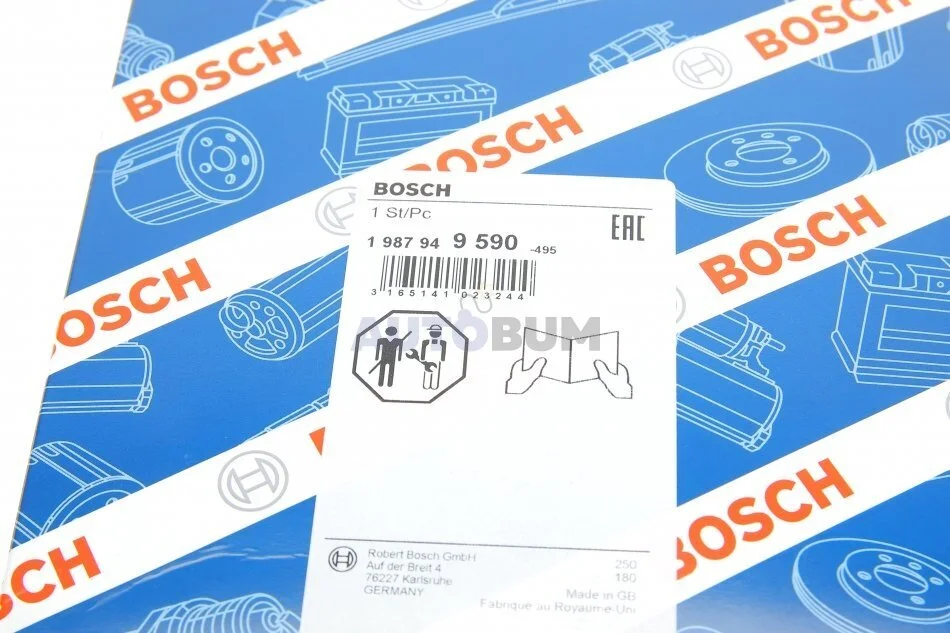 BOSCH
BOSCH
BOSCH
BOSCH
BOSCH
BOSCH
BOSCH
BOSCH
1 St/Pc
EAC
1 987 94 9 590 -495
3 165141 023244
AUTOBUM
Robert Bosch GmbH
Auf der Breit 4
76227 Karlsruhe
GERMANY
250
180
Made in GB
Fabriqué au Royaume-Uni